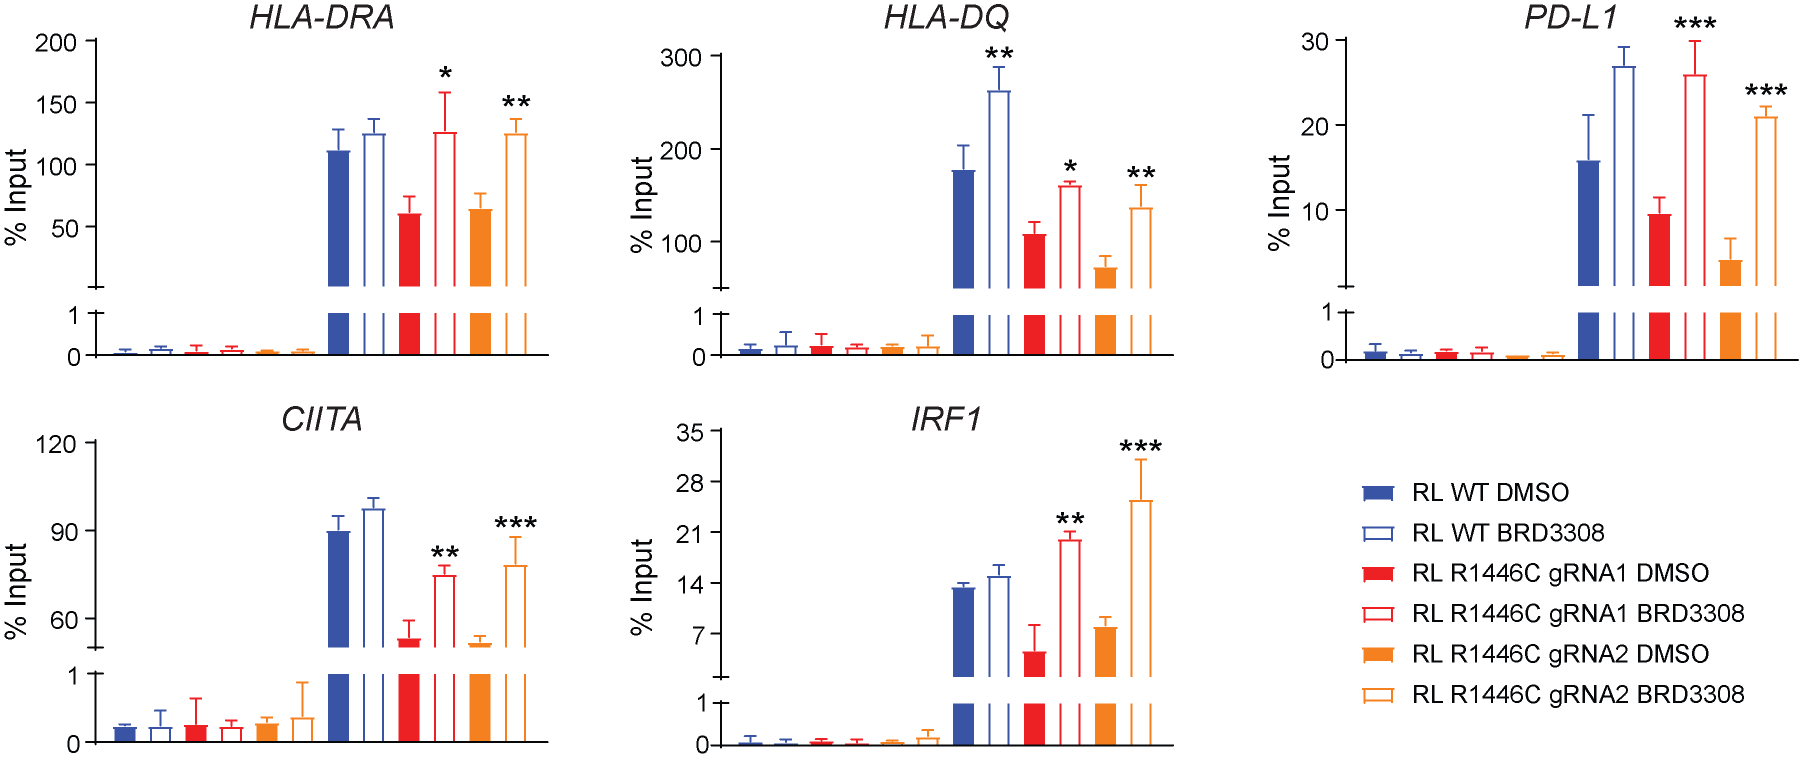 HLA-DRA
% Input
200
150
100
50
1
0
*
**
HLA-DQ
% Input
300
200
100
1
0
**
*
**
PD-L1
% Input
30
20
10
1
0
***
***
CIITA
% Input
120
90
60
1
0
**
***
IRF1
% Input
35
28
21
14
7
1
0
**
***
RL WT DMSO
RL WT BRD3308
RL R1446C gRNA1 DMSO
RL R1446C gRNA1 BRD3308
RL R1446C gRNA2 DMSO
RL R1446C gRNA2 BRD3308